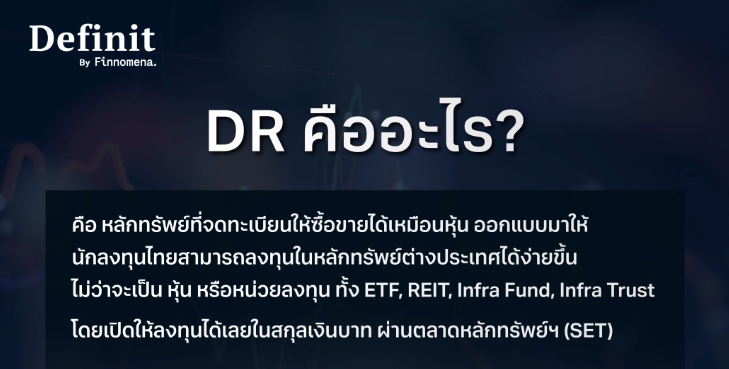 Definit
By Finnomena.
DR คืออะไร?
คือ หลักทรัพย์ที่จดทะเบียนให้ซื้อขายได้เหมือนหุ้น ออกแบบมาให้
นักลงทุนไทยสามารถลงทุนในหลักทรัพย์ต่างประเทศได้ง่ายขึ้น
ไม่ว่าจะเป็น หุ้น หรือหน่วยลงทุน ทั้ง ETF, REIT, Infra Fund, Infra Trust
โดยเปิดให้ลงทุนได้เลยในสกุลเงินบาท ผ่านตลาดหลักทรัพย์ฯ (SET)